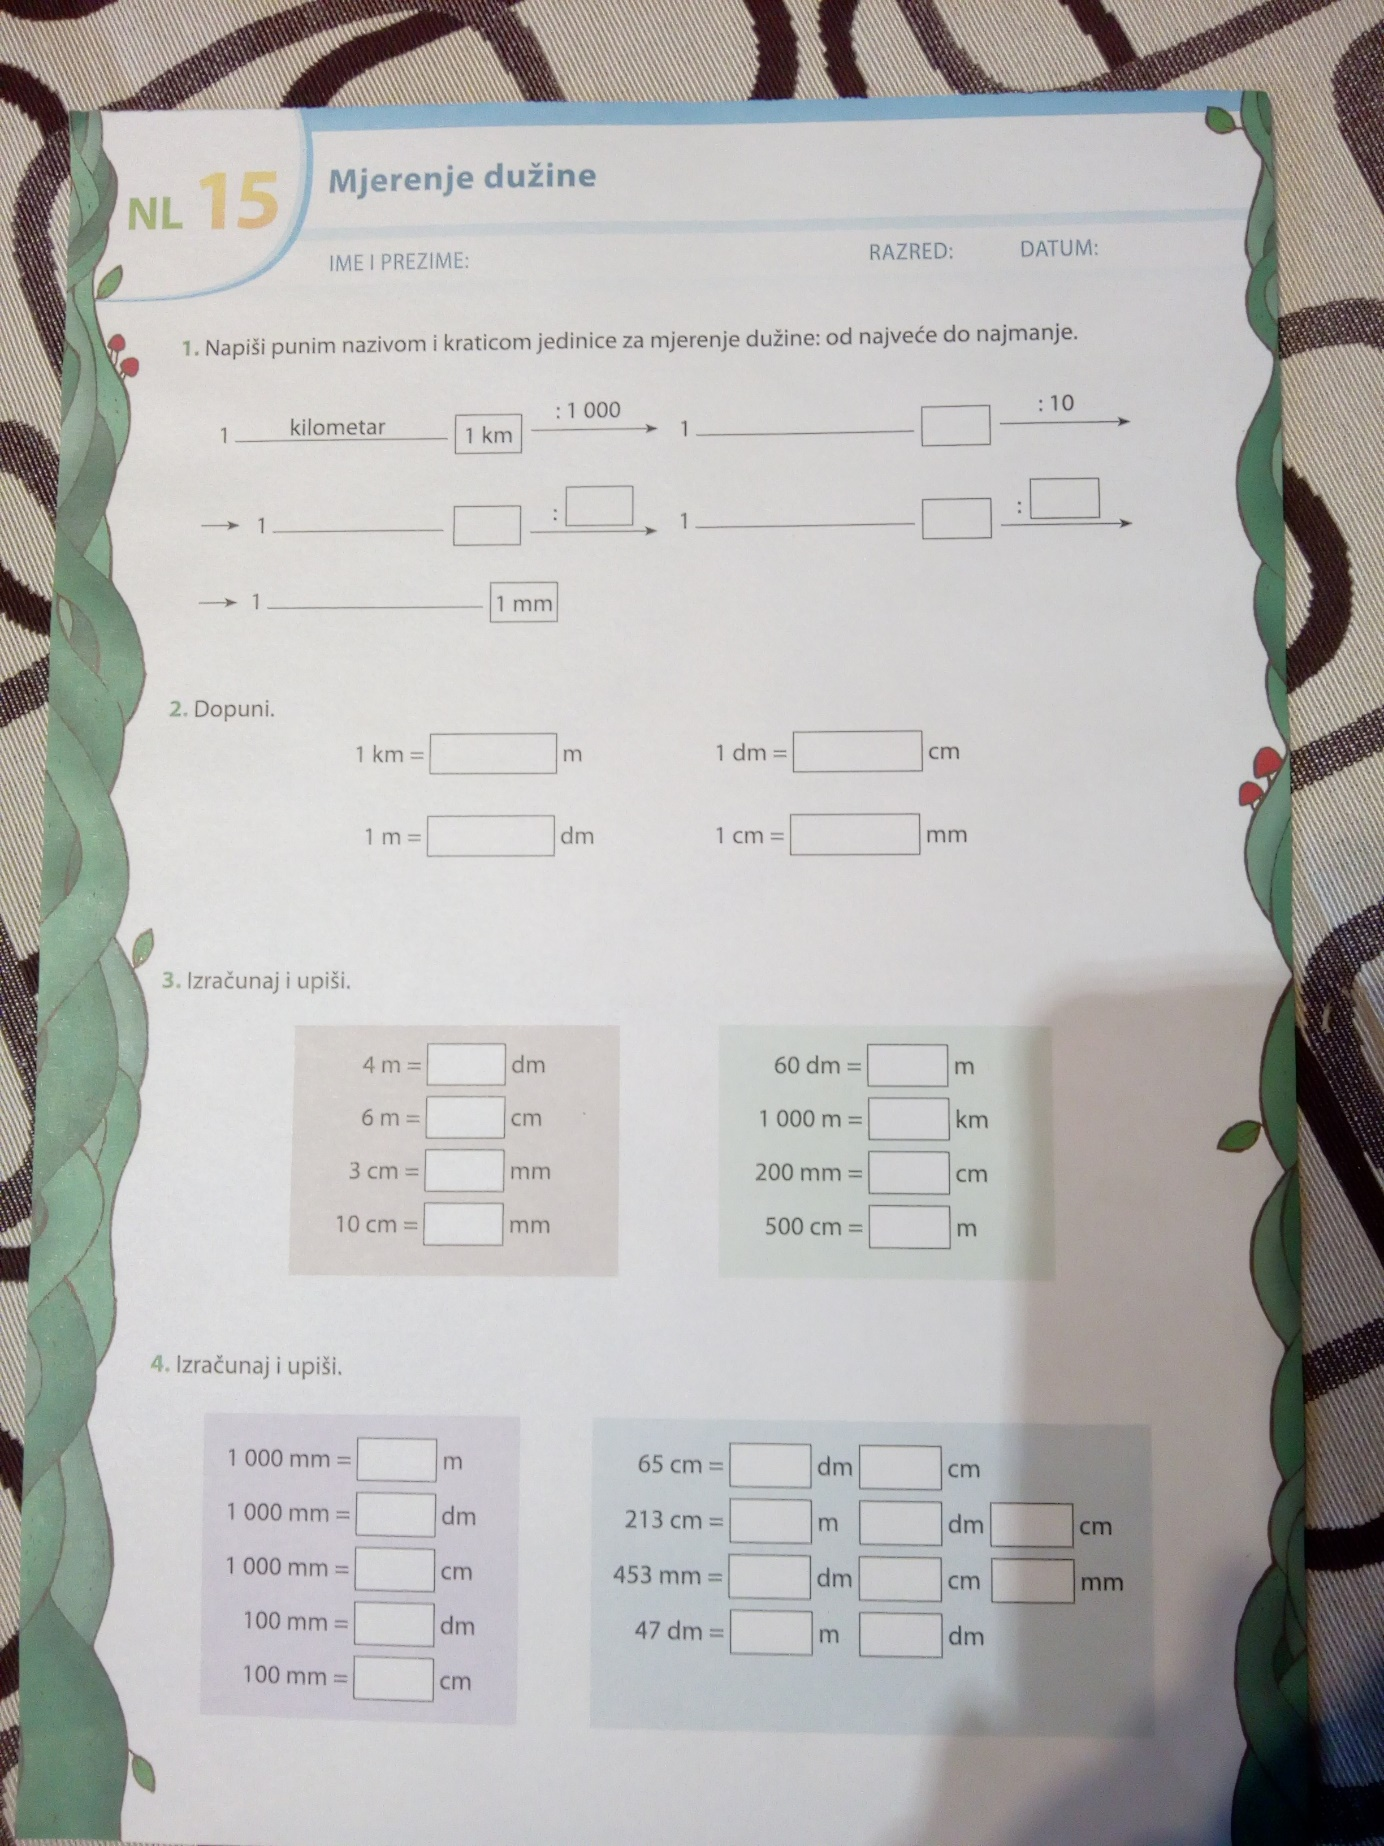 NL 15
Mjerenje dužine
IME I PREZIME: RAZRED: DATUM:
1. Napiši punim nazivom i kraticom jedinice za mjerenje dužine: od najveće do najmanje.
1 kilometar 1 km : 1 000 1 : 10
1 : 1 :
1 1 mm
2. Dopuni.
1 km = m 1 dm = cm
1 m = dm 1 cm = mm
3. Izračunaj i upiši.
4 m = dm 60 dm = m
6 m = cm 1 000 m = km
3 cm = mm 200 mm = cm
10 cm = mm 500 cm = m
4. Izračunaj i upiši.
1 000 mm = m 65 cm = dm cm
1 000 mm = dm 213 cm = m dm cm
1 000 mm = cm 453 mm = dm cm mm
100 mm = dm 47 dm = m dm
100 mm = cm